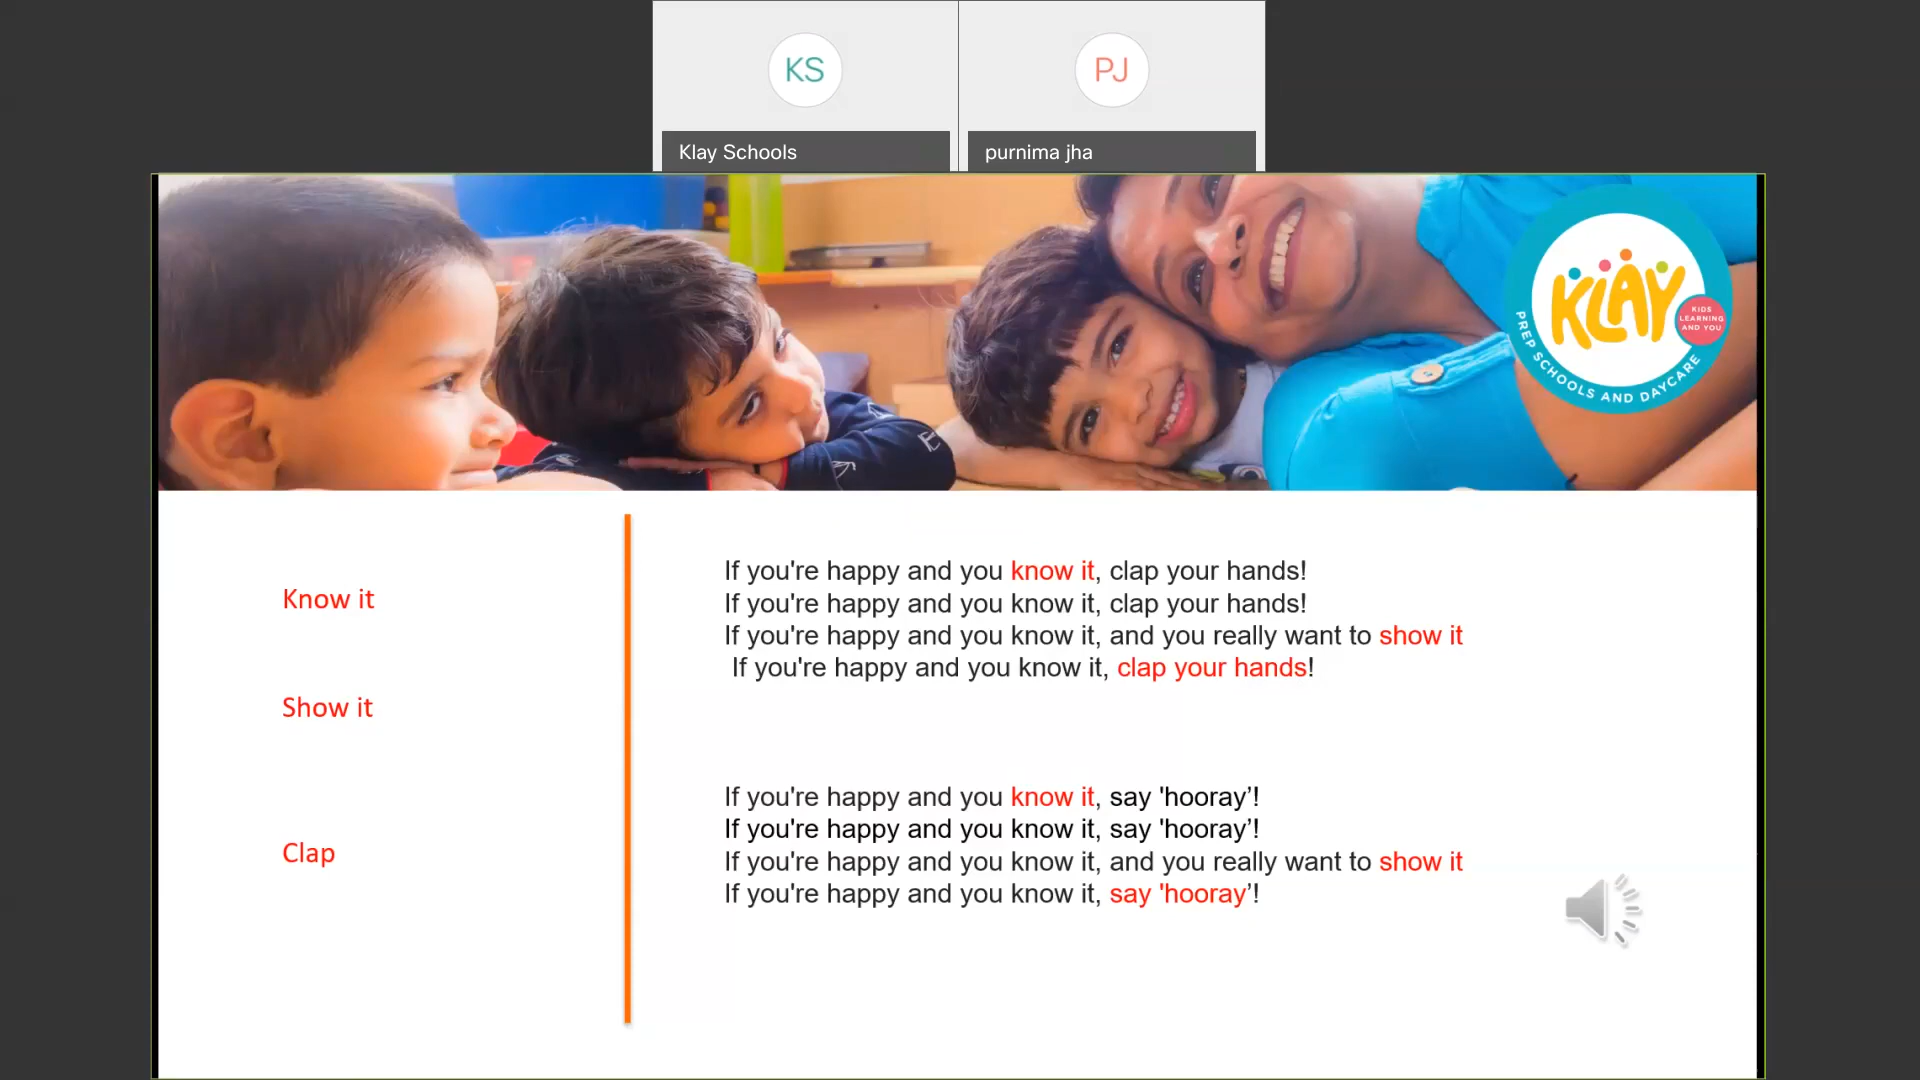 KS
PJ
Klay Schools
purnima jha
KLAY
KIDS
LEARNING
AND YOU
PREP SCHOOLS AND DAYCARE
Know it
Show it
Clap
If you're happy and you know it, clap your hands!
If you're happy and you know it, clap your hands!
If you're happy and you know it, and you really want to show it
If you're happy and you know it, clap your hands!
If you're happy and you know it, say 'hooray’!
If you're happy and you know it, say 'hooray’!
If you're happy and you know it, and you really want to show it
If you're happy and you know it, say 'hooray’!